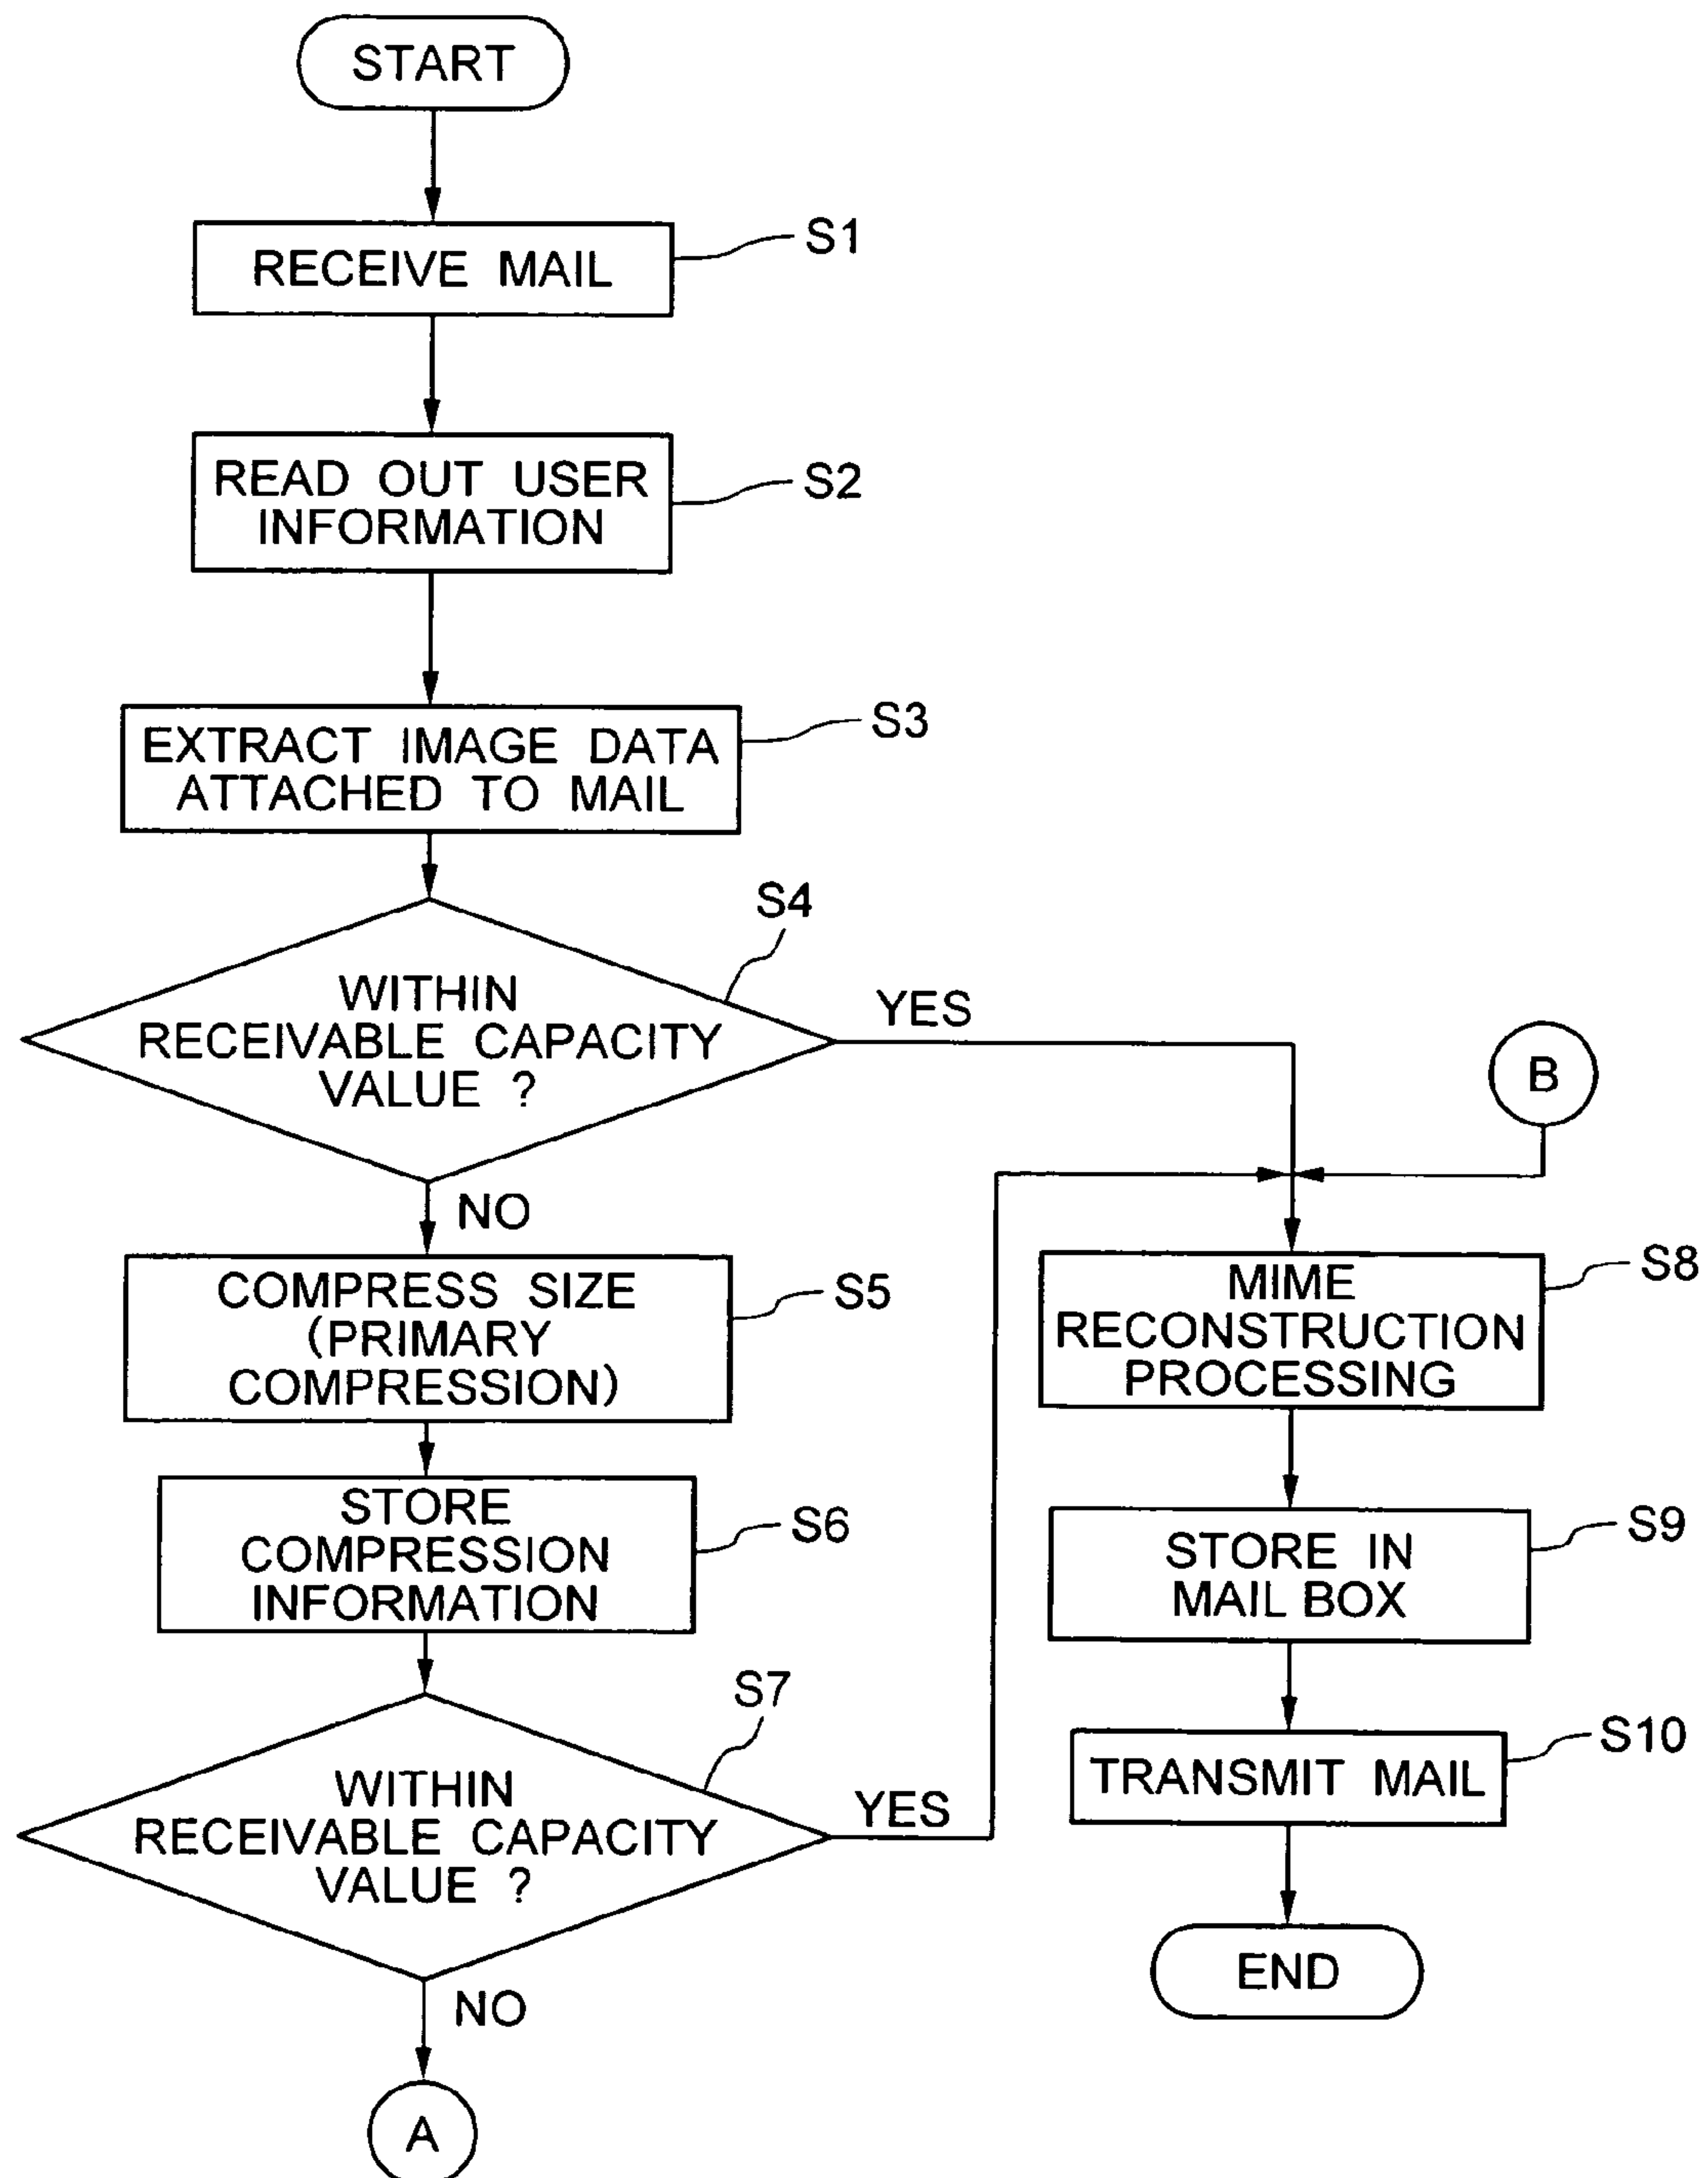 START
RECEIVE MAIL
S1
READ OUT USER
INFORMATION
S2
EXTRACT IMAGE DATA
ATTACHED TO MAIL
S3
S4
WITHIN
RECEIVABLE CAPACITY
VALUE ?
YES
NO
COMPRESS SIZE
(PRIMARY
COMPRESSION)
S5
STORE
COMPRESSION
INFORMATION
S6
S7
WITHIN
RECEIVABLE CAPACITY
VALUE ?
YES
NO
A
B
MIME
RECONSTRUCTION
PROCESSING
S8
STORE IN
MAIL BOX
S9
TRANSMIT MAIL
S10
END